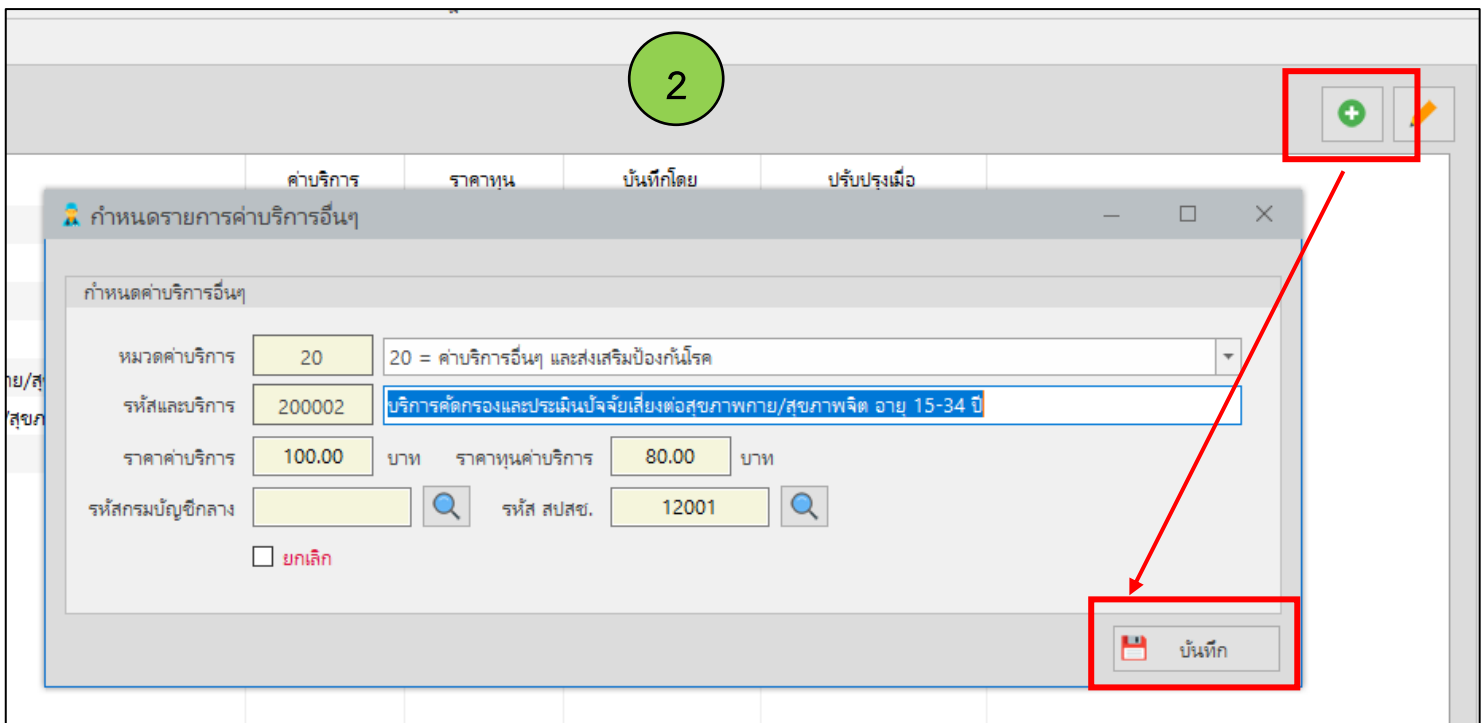 2
ค่าบริการ ราคาทุน บันทึกโดย ปรับปรุงเมื่อ
กำหนดรายการค่าบริการอื่นๆ
กำหนดค่าบริการอื่นๆ
หมวดค่าบริการ 20 20 = ค่าบริการอื่นๆ และส่งเสริมป้องกันโรค
รหัสและบริการ 200002 บริการคัดกรองและประเมินปัจจัยเสี่ยงต่อสุขภาพกาย/สุขภาพจิต อายุ 15-34 ปี
ราคาค่าบริการ 100.00 บาท ราคาทุนค่าบริการ 80.00 บาท
รหัสกรมบัญชีกลาง รหัส สปสช. 12001
ยกเลิก
บันทึก